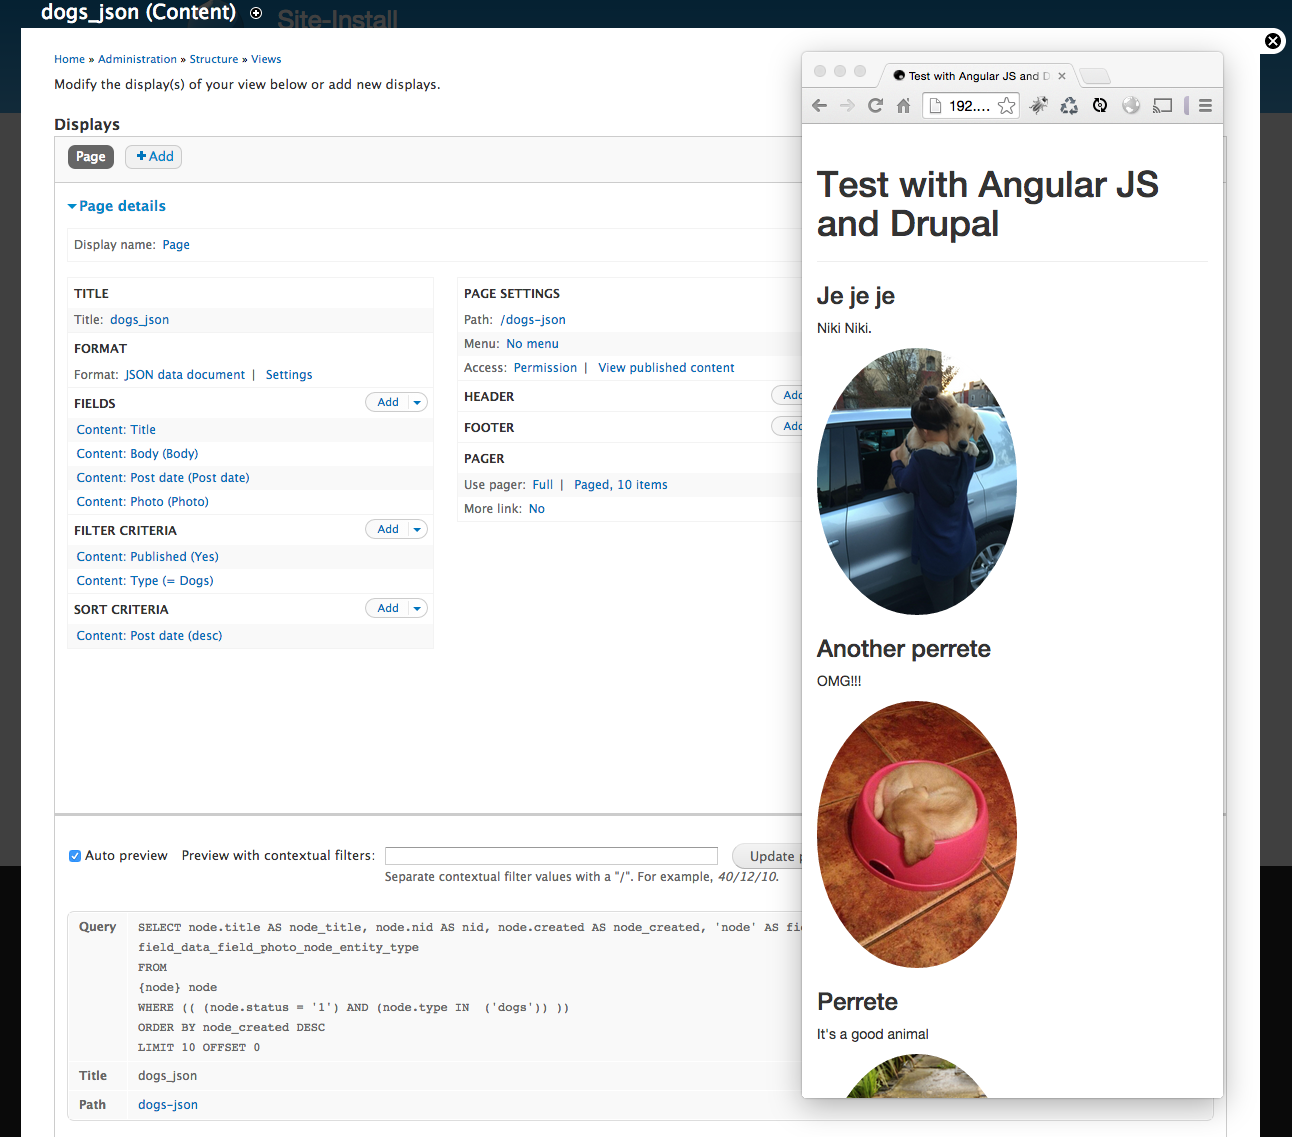 dogs_json (Content)
Site-Install
Home » Administration » Structure » Views
Modify the display(s) of your view below or add new displays.
Displays
Page
Add
Page details
Display name: Page
TITLE
Title: dogs_json
FORMAT
Format: JSON data document | Settings
FIELDS
Add
Content: Title
Content: Body (Body)
Content: Post date (Post date)
Content: Photo (Photo)
FILTER CRITERIA
Add
Content: Published (Yes)
Content: Type (= Dogs)
SORT CRITERIA
Add
Content: Post date (desc)
PAGE SETTINGS
Path: /dogs-json
Menu: No menu
Access: Permission | View published content
HEADER
Add
FOOTER
Add
PAGER
Use pager: Full | Paged, 10 items
More link: No
Auto preview
Preview with contextual filters:
Update p
Separate contextual filter values with a "/". For example, 40/12/10.
Query
SELECT node.title AS node_title, node.nid AS nid, node.created AS node_created, 'node' AS fie
field_data_field_photo_node_entity_type
FROM
{node} node
WHERE (( (node.status = '1') AND (node.type IN  ('dogs')) ))
ORDER BY node_created DESC
LIMIT 10 OFFSET 0
Title
dogs_json
Path
dogs-json
Test with Angular JS and D
192....
Test with Angular JS
and Drupal
Je je je
Niki Niki.
Another perrete
OMG!!!
Perrete
It's a good animal